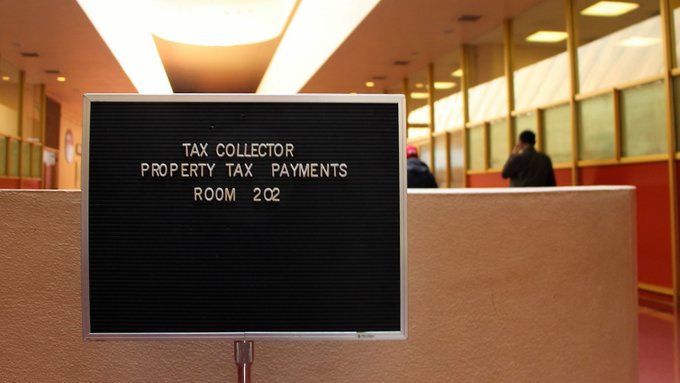 TAX COLLECTOR
PROPERTY TAX PAYMENTS
ROOM 202